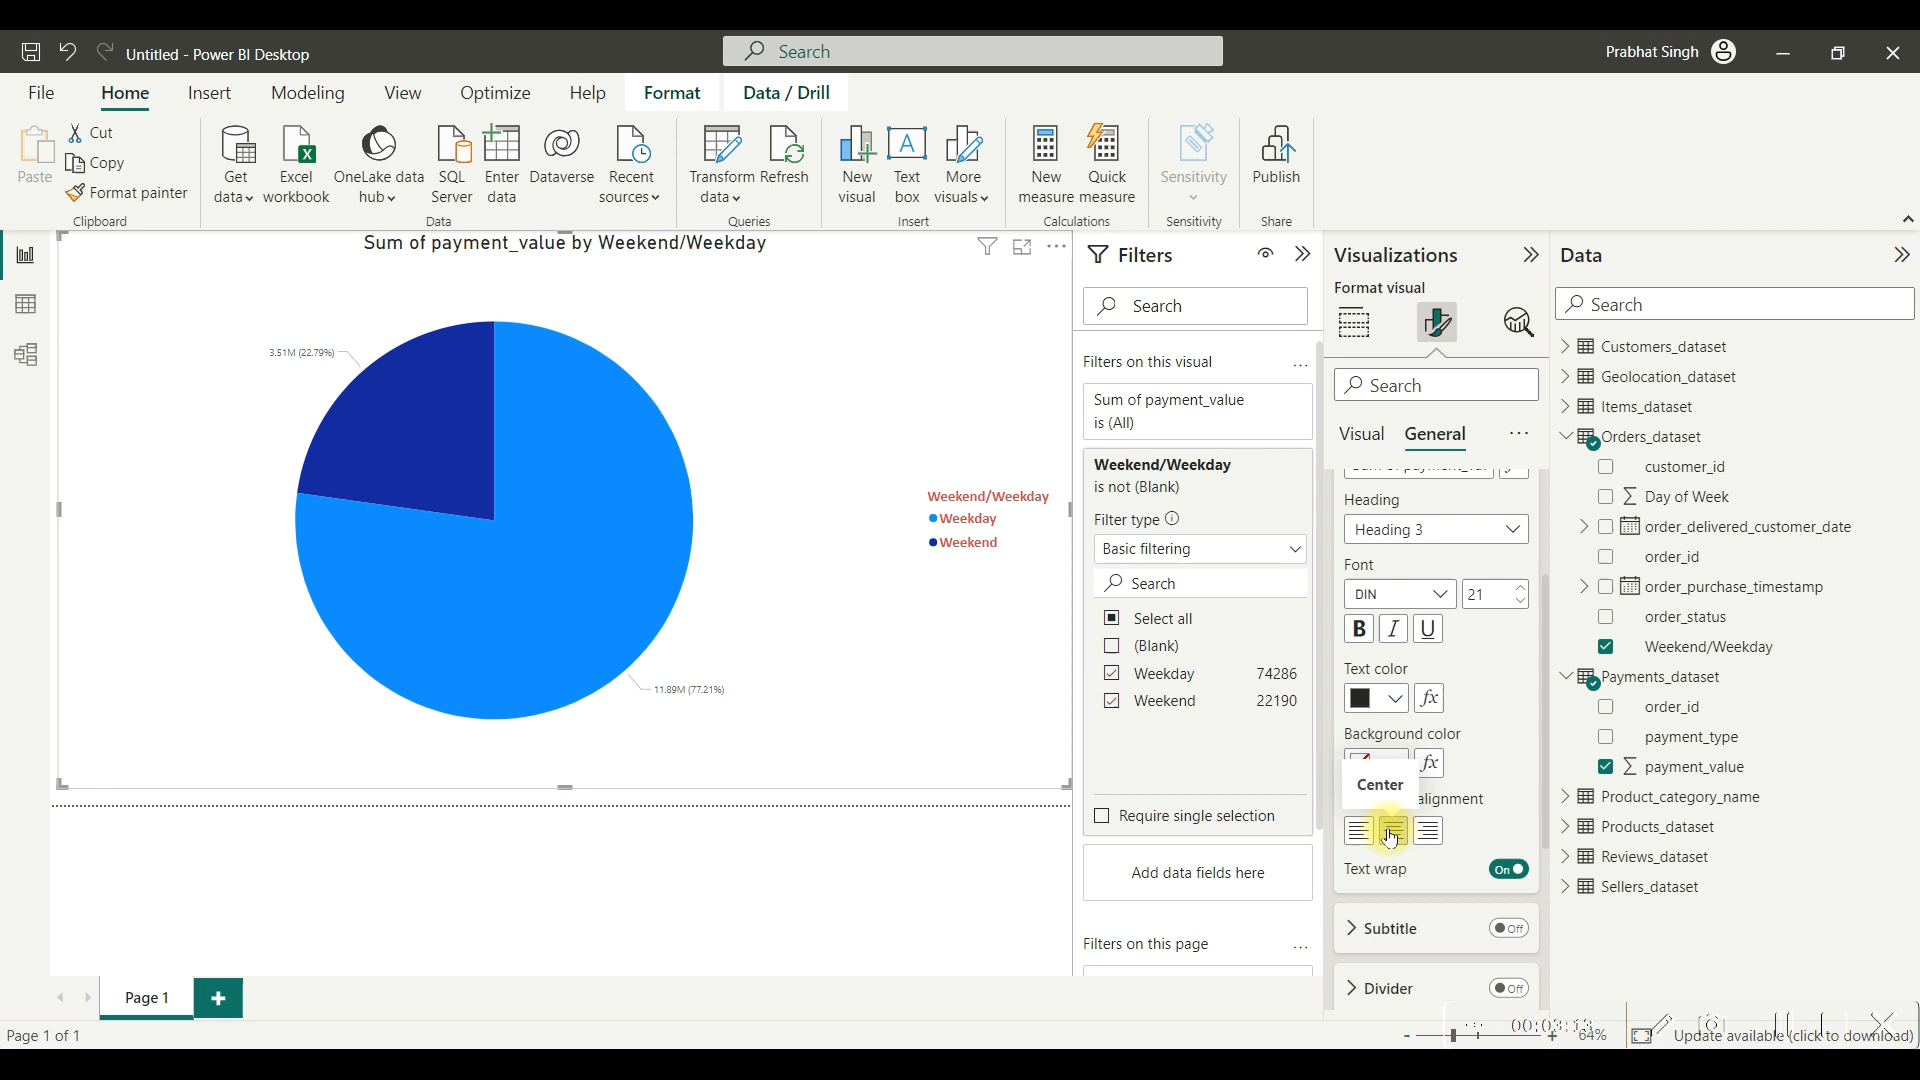 Untitled - Power BI Desktop
Search
Prabhat Singh
File
Home
Insert
Modeling
View
Optimize
Help
Format
Data / Drill
Paste
Cut
Copy
Format painter
Clipboard
Get data
Excel workbook
OneLake data hub
SQL Server
Enter data
Dataverse
Recent sources
Data
Transform data
Refresh
Queries
New visual
Text box
More visuals
Insert
New measure
Quick measure
Calculations
Sensitivity
Sensitivity
Publish
Share
Sum of payment_value by Weekend/Weekday
3.51M (22.79%)
11.89M (77.21%)
Weekend/Weekday
Weekday
Weekend
Filters
Search
Filters on this visual
Sum of payment_value
is (All)
Weekend/Weekday
is not (Blank)
Filter type
Basic filtering
Search
Select all
(Blank)
Weekday 74286
Weekend 22190
Require single selection
Add data fields here
Filters on this page
Visualizations
Format visual
Search
Visual
General
Heading
Heading 3
Font
DIN
21
B I U
Text color
fx
Background color
fx
Center
alignment
Text wrap
On
Subtitle
Off
Divider
Off
Data
Search
Customers_dataset
Geolocation_dataset
Items_dataset
Orders_dataset
customer_id
Day of Week
order_delivered_customer_date
order_id
order_purchase_timestamp
order_status
Weekend/Weekday
Payments_dataset
order_id
payment_type
payment_value
Product_category_name
Products_dataset
Reviews_dataset
Sellers_dataset
Page 1
Page 1 of 1
00:03:13
64%
Update available (click to download)